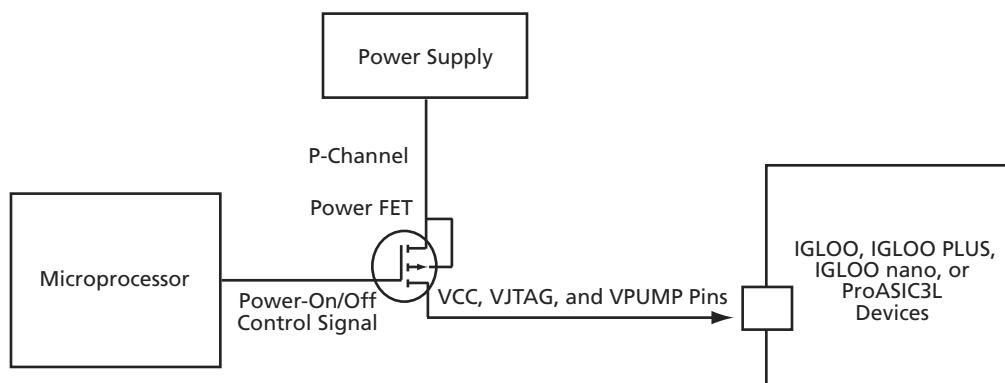 Power Supply
P-Channel
Power FET
Microprocessor
Power-On/Off
Control Signal
VCC, VJTAG, and VPUMP Pins
IGLOO, IGLOO PLUS,
IGLOO nano, or
ProASIC3L
Devices